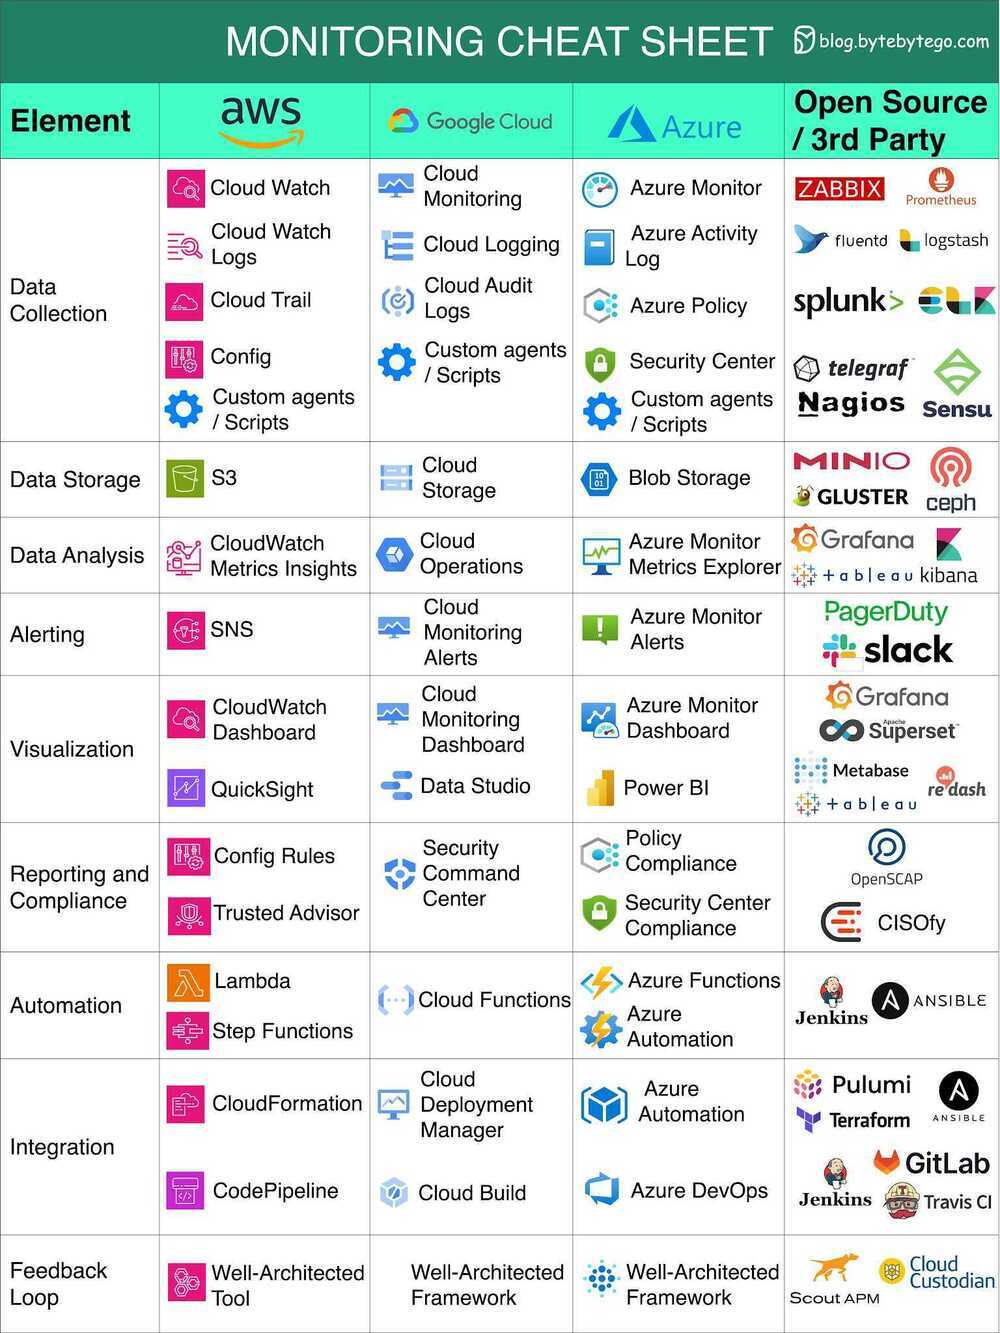 MONITORING CHEAT SHEET
blog.bytebytego.com
Element
aws
Google Cloud
Azure
Open Source
/ 3rd Party
Data
Collection
Cloud Watch
Cloud Watch
Logs
Cloud Trail
Config
Custom agents
/ Scripts
Cloud
Monitoring
Cloud Logging
Cloud Audit
Logs
Custom agents
/ Scripts
Azure Monitor
Azure Activity
Log
Azure Policy
Security Center
Custom agents
/ Scripts
ZABBIX
Prometheus
fluentd
logstash
splunk>
ELK
telegraf
Nagios
Sensu
Data Storage
S3
Cloud
Storage
10
01
Blob Storage
MINIO
GLUSTER
ceph
Data Analysis
CloudWatch
Metrics Insights
Cloud
Operations
Azure Monitor
Metrics Explorer
Grafana
+ableau
kibana
Alerting
SNS
Cloud
Monitoring
Alerts
Azure Monitor
Alerts
PagerDuty
slack
Visualization
CloudWatch
Dashboard
QuickSight
Cloud
Monitoring
Dashboard
Data Studio
Azure Monitor
Dashboard
Power BI
Grafana
Apache
Superset™
Metabase
redash
+ableau
Reporting and
Compliance
Config Rules
Trusted Advisor
Security
Command
Center
Policy
Compliance
Security Center
Compliance
OpenSCAP
CISOfy
Automation
Lambda
Step Functions
Cloud Functions
Azure Functions
Azure
Automation
Jenkins
ANSIBLE
Integration
CloudFormation
CodePipeline
Cloud
Deployment
Manager
Cloud Build
Azure
Automation
Azure DevOps
Pulumi
Terraform
ANSIBLE
GitLab
Jenkins
Travis CI
Feedback
Loop
Well-Architected
Tool
Well-Architected
Framework
Well-Architected
Framework
Scout APM
Cloud
Custodian